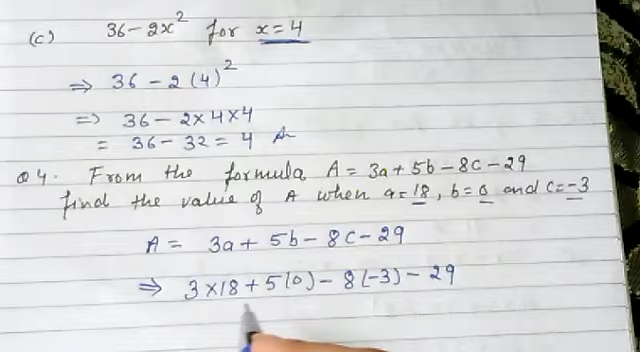 (c) 36 - 2x² for x = 4
⇒ 36 - 2(4)²
⇒ 36 - 2×4×4
= 36 - 32 = 4 A
Q4. From the formula A = 3a + 5b - 8c - 29
find the value of A when a = 18, b = 0 and c = -3
A = 3a + 5b - 8c - 29
⇒ 3×18 + 5(0) - 8(-3) - 29